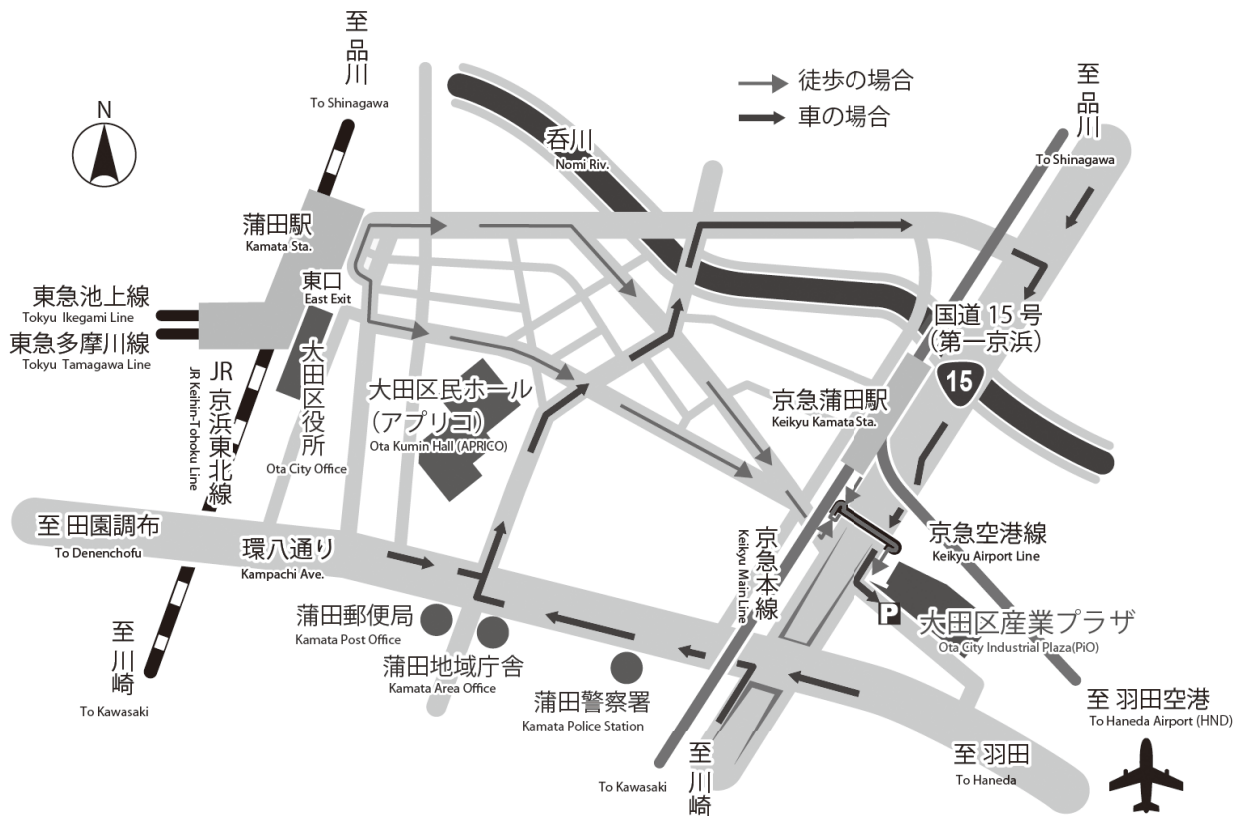 至 品川
To Shinagawa
N
徒歩の場合
車の場合
至 品川
To Shinagawa
呑川
Nomi Riv.
蒲田駅
Kamata Sta.
東口
East Exit
東急池上線
Tokyu Ikegami Line
東急多摩川線
Tokyu Tamagawa Line
国道 15 号
(第一京浜)
15
JR 京浜東北線
JR Keihin-Tohoku Line
大田区役所
Ota City Office
大田区民ホール
(アプリコ)
Ota Kumin Hall (APRICO)
京急蒲田駅
Keikyu Kamata Sta.
至 田園調布
To Denenchofu
環八通り
Kampachi Ave.
京急本線
Keikyu Main Line
京急空港線
Keikyu Airport Line
P
大田区産業プラザ
Ota City Industrial Plaza(PiO)
蒲田郵便局
Kamata Post Office
蒲田地域庁舎
Kamata Area Office
蒲田警察署
Kamata Police Station
至 川崎
To Kawasaki
至 川崎
To Kawasaki
至 羽田
To Haneda
至 羽田空港
To Haneda Airport (HND)